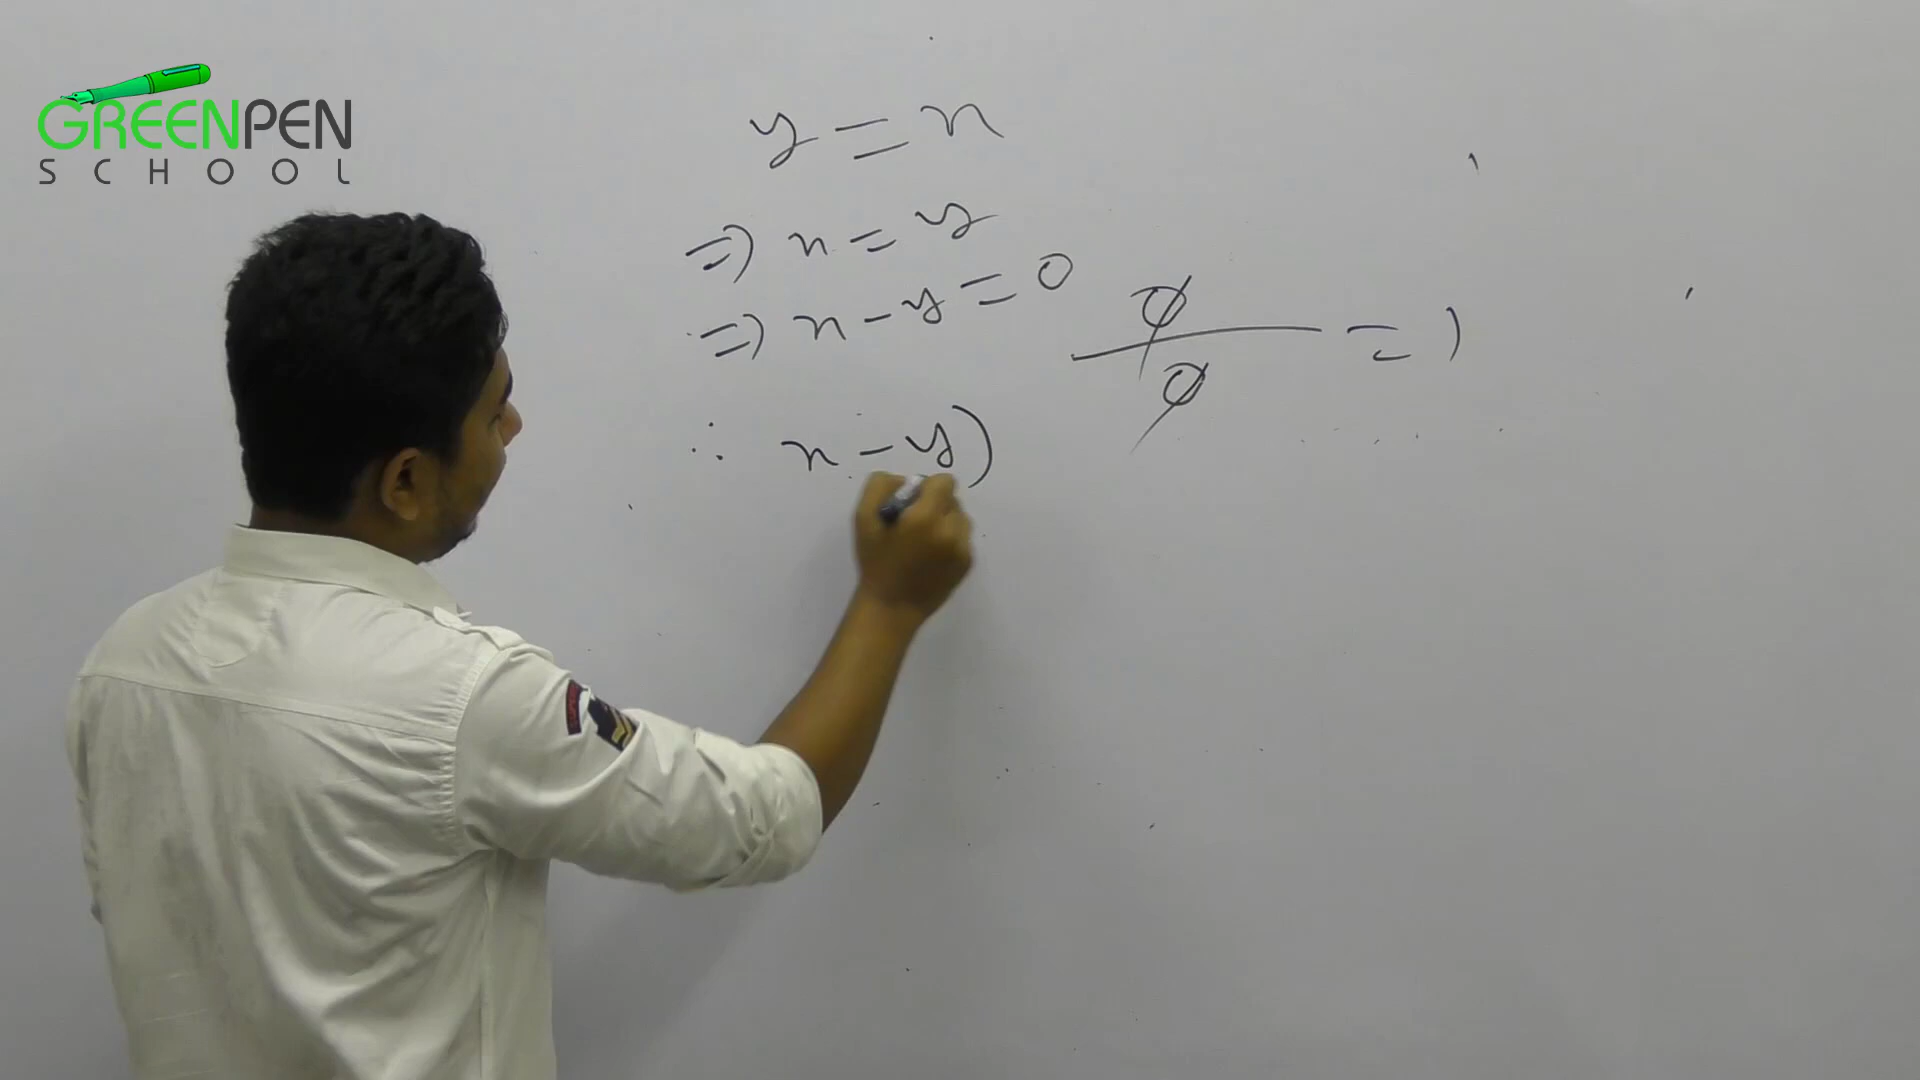 GREENPEN
SCHOOL
y = x
⇒ x = y
⇒ x - y = 0
0/0 = 1
∴ x - y)